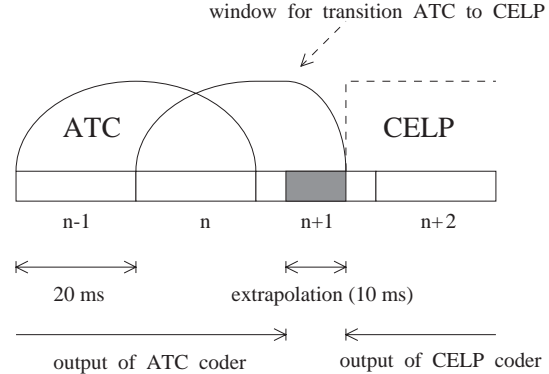 window for transition ATC to CELP
ATC
CELP
n-1
n
n+1
n+2
20 ms
extrapolation (10 ms)
output of ATC coder
output of CELP coder